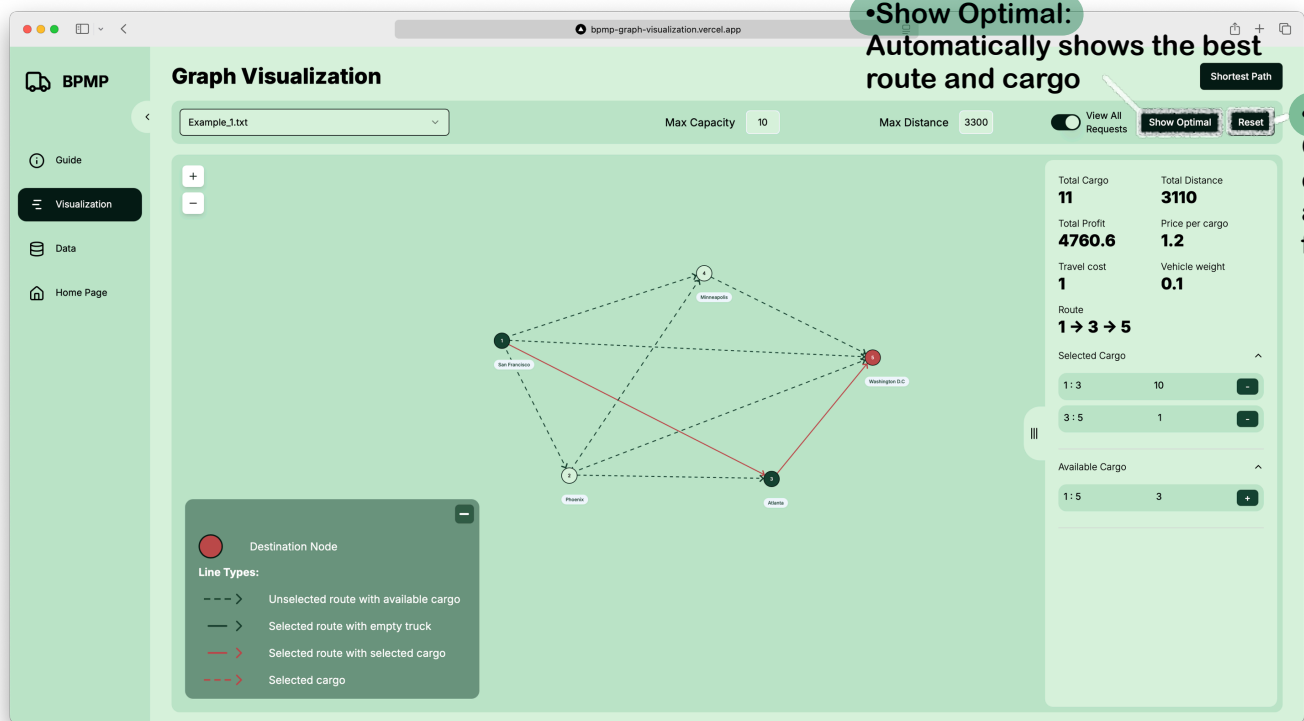 •Show Optimal:
Automatically shows the best
route and cargo
bpmp-graph-visualization.vercel.app
BPMP
Graph Visualization
Shortest Path
Example_1.txt
Max Capacity 10
Max Distance 3300
View All
Requests
Show Optimal
Reset
Guide
Visualization
Data
Home Page
+
−
4
Minneapolis
1
San Francisco
5
Washington D.C
2
Phoenix
3
Atlanta
Destination Node
Line Types:
Unselected route with available cargo
Selected route with empty truck
Selected route with selected cargo
Selected cargo
Total Cargo Total Distance
11 3110
Total Profit Price per cargo
4760.6 1.2
Travel cost Vehicle weight
1 0.1
Route
1 → 3 → 5
Selected Cargo
1 : 3 10 -
3 : 5 1 -
Available Cargo
1 : 5 3 +